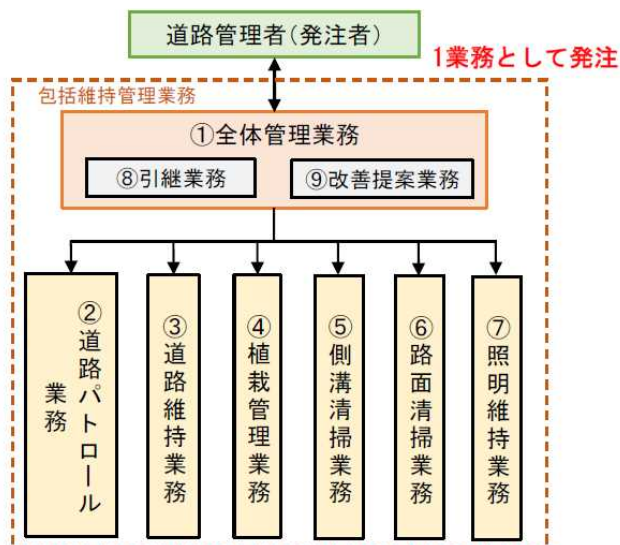 道路管理者（発注者）
1業務として発注
包括維持管理業務
①全体管理業務
⑧引継業務
⑨改善提案業務
②道路パトロール
業務
③道路維持業務
④植栽管理業務
⑤側溝清掃業務
⑥路面清掃業務
⑦照明維持業務